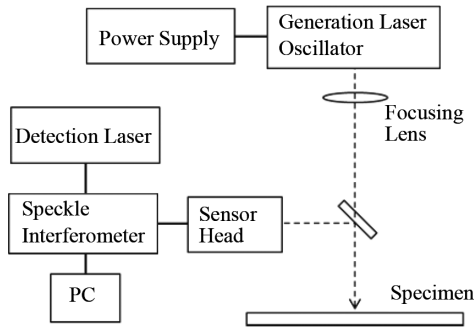 Power Supply
Generation Laser
Oscillator
Focusing
Lens
Detection Laser
Speckle
Interferometer
Sensor
Head
PC
Specimen